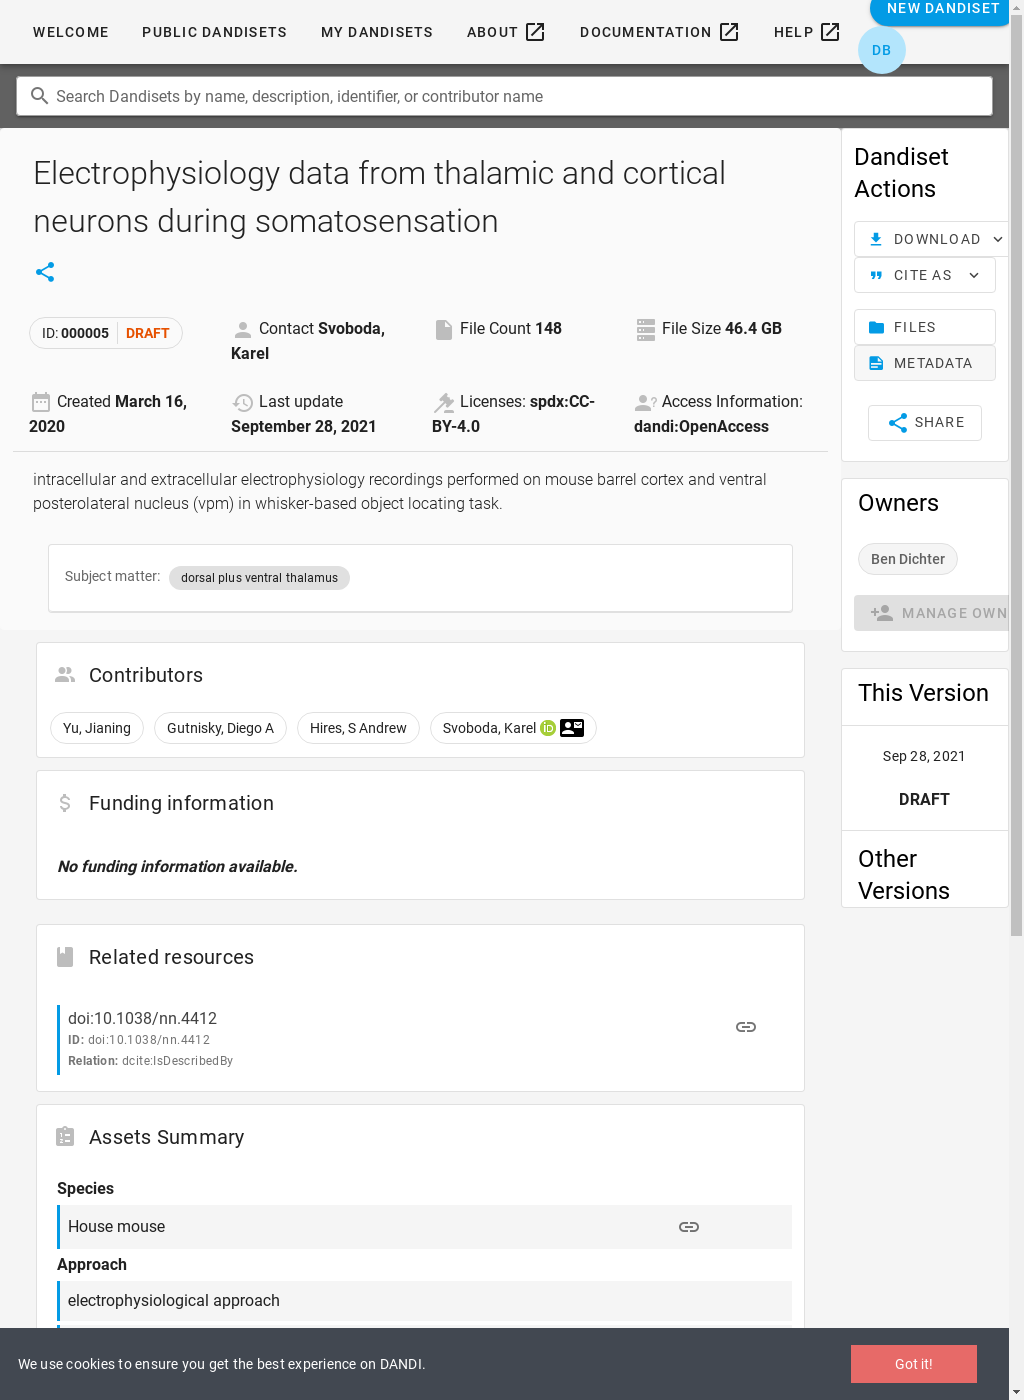 WELCOME
PUBLIC DANDISETS
MY DANDISETS
ABOUT
DOCUMENTATION
HELP
NEW DANDISET
DB
Search Dandisets by name, description, identifier, or contributor name
Electrophysiology data from thalamic and cortical
neurons during somatosensation
ID: 000005 DRAFT
Contact Svoboda,
Karel
File Count 148
File Size 46.4 GB
Created March 16,
2020
Last update
September 28, 2021
Licenses: spdx:CC-
BY-4.0
Access Information:
dandi:OpenAccess
intracellular and extracellular electrophysiology recordings performed on mouse barrel cortex and ventral
posterolateral nucleus (vpm) in whisker-based object locating task.
Subject matter: dorsal plus ventral thalamus
Contributors
Yu, Jianing
Gutnisky, Diego A
Hires, S Andrew
Svoboda, Karel iD
Funding information
No funding information available.
Related resources
doi:10.1038/nn.4412
ID: doi:10.1038/nn.4412
Relation: dcite:IsDescribedBy
Assets Summary
Species
House mouse
Approach
electrophysiological approach
Dandiset
Actions
DOWNLOAD
CITE AS
FILES
METADATA
SHARE
Owners
Ben Dichter
MANAGE OWN
This Version
Sep 28, 2021
DRAFT
Other
Versions
We use cookies to ensure you get the best experience on DANDI.
Got it!